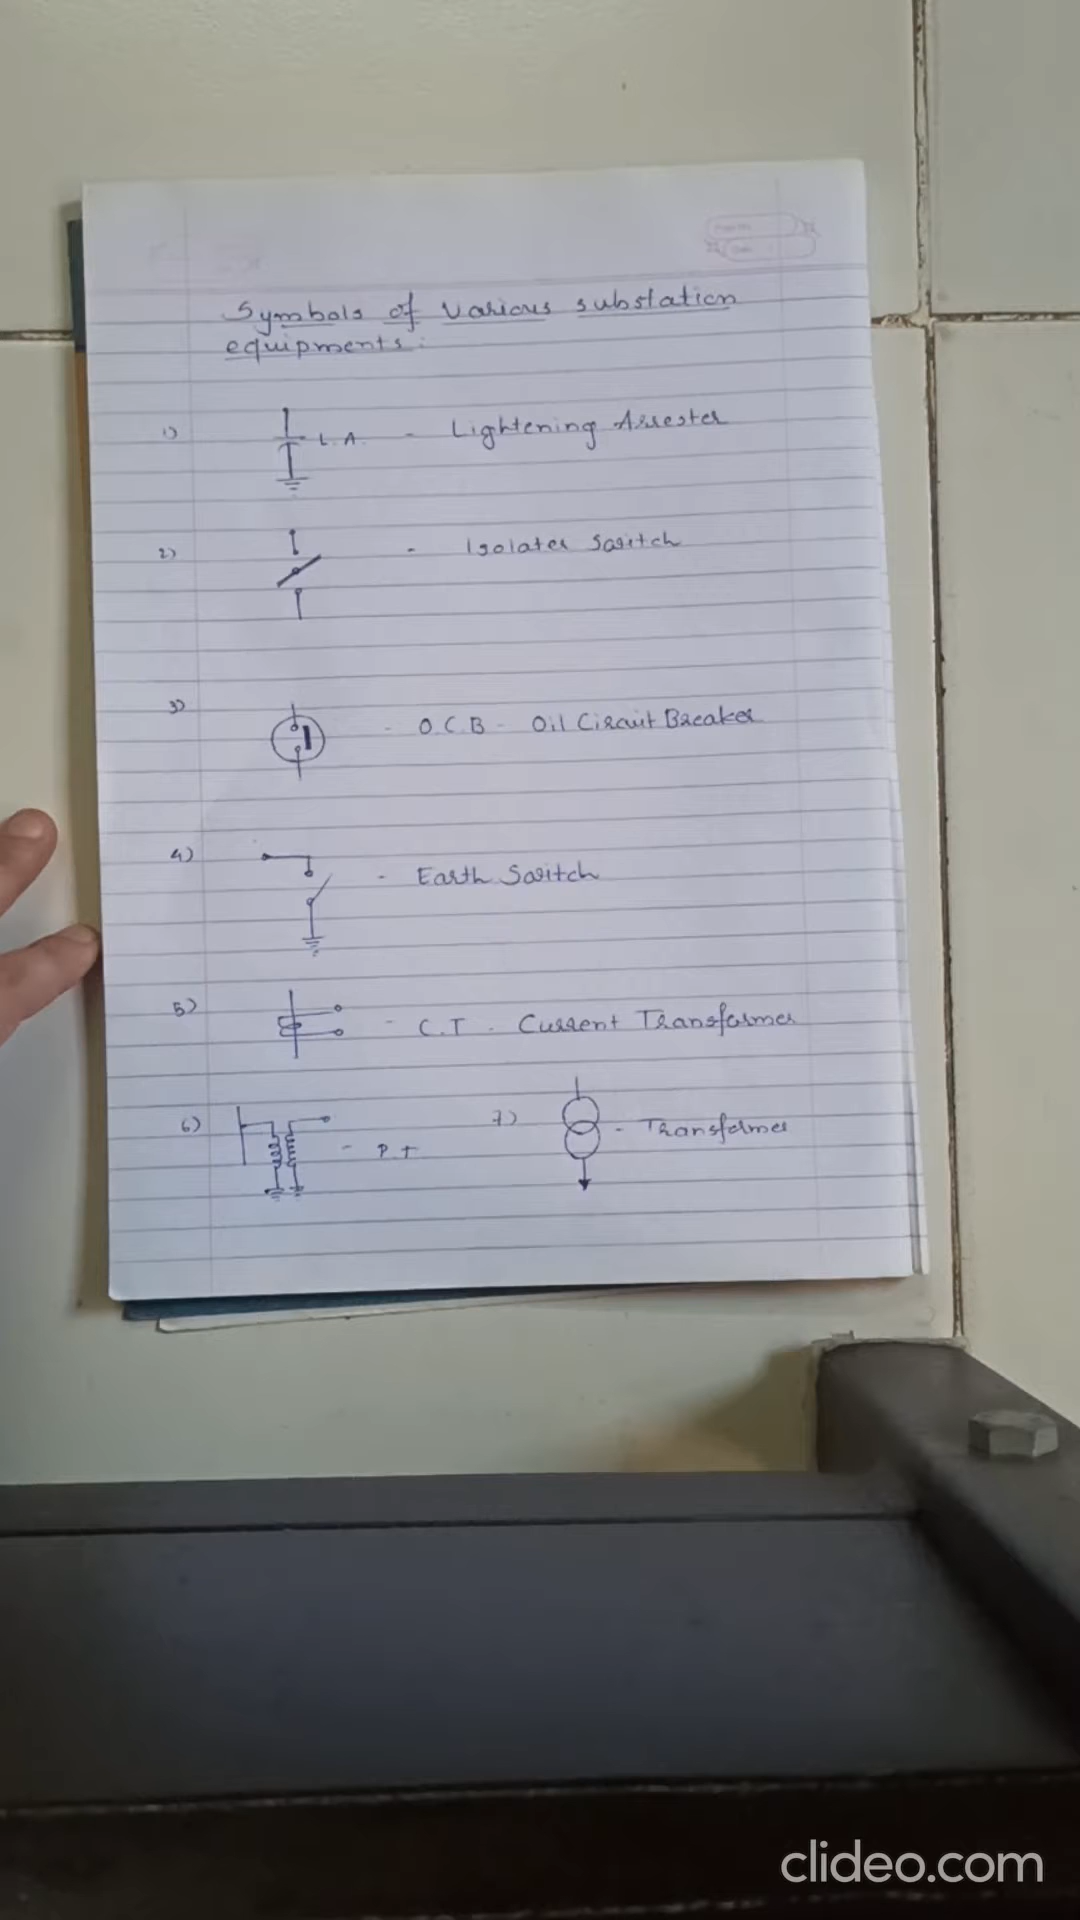 Symbols of various substation
equipments:
1) L.A. - Lightening Arrester
2) - Isolater Switch
3) - O.C.B - Oil Circuit Breaker
4) - Earth Switch
5) - C.T - Current Transformer
6) - P T 7) - Transformer
clideo.com